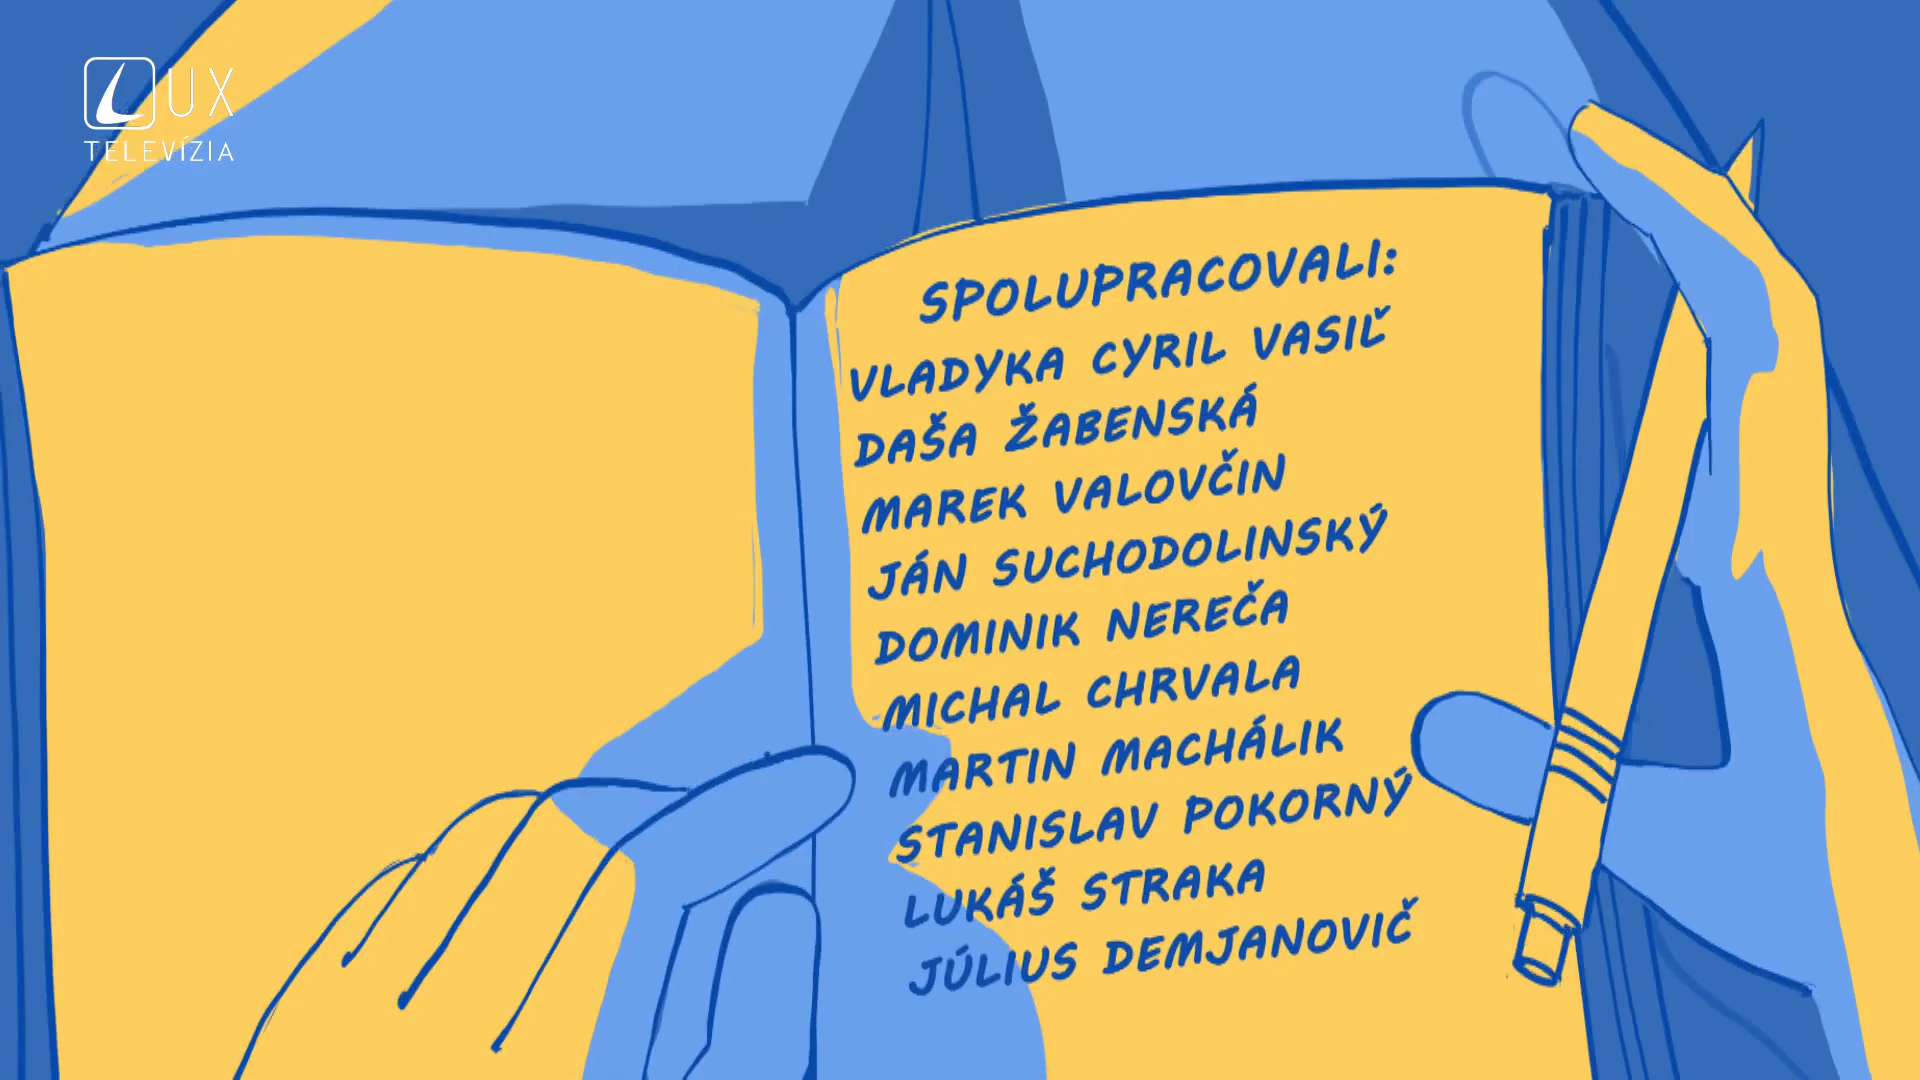 LUX
TELEVÍZIA
SPOLUPRACOVALI:
VLADYKA CYRIL VASIĽ
DAŠA ŽABENSKÁ
MAREK VALOVČIN
JÁN SUCHODOLINSKÝ
DOMINIK NEREČA
MICHAL CHRVALA
MARTIN MACHÁLIK
STANISLAV POKORNÝ
LUKÁŠ STRAKA
JÚLIUS DEMJANOVIČ